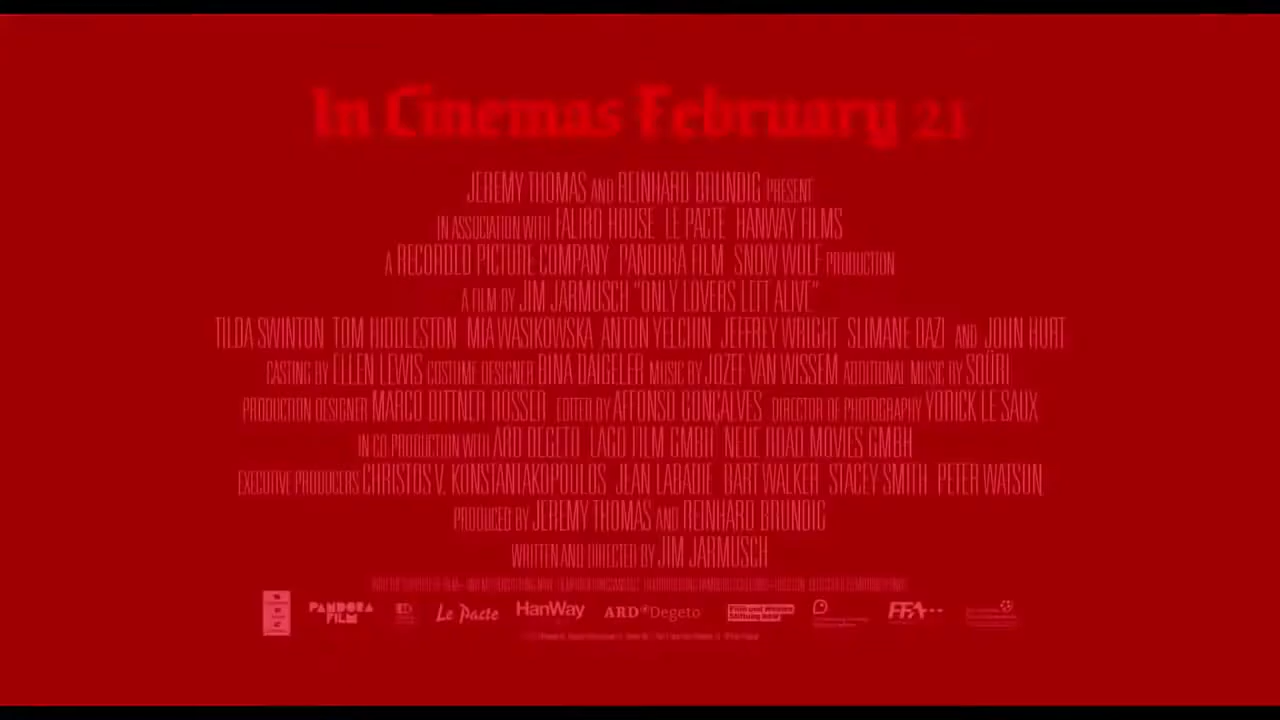 In Cinemas February 21
JEREMY THOMAS AND REINHARD BRUNDIG PRESENT
IN ASSOCIATION WITH FALIRO HOUSE LE PACTE HANWAY FILMS
A RECORDED PICTURE COMPANY PANDORA FILM SNOW WOLF PRODUCTION
A FILM BY JIM JARMUSCH "ONLY LOVERS LEFT ALIVE"
TILDA SWINTON TOM HIDDLESTON MIA WASIKOWSKA ANTON YELCHIN JEFFREY WRIGHT SLIMANE DAZI AND JOHN HURT
CASTING BY ELLEN LEWIS COSTUME DESIGNER BINA DAIGELER MUSIC BY JOZEF VAN WISSEM ADDITIONAL MUSIC BY SQÜRL
PRODUCTION DESIGNER MARCO BITTNER ROSSER EDITED BY AFFONSO GONÇALVES DIRECTOR OF PHOTOGRAPHY YORICK LE SAUX
IN CO PRODUCTION WITH ARD DEGETO LAGO FILM GMBH NEUE ROAD MOVIES GMBH
EXECUTIVE PRODUCERS CHRISTOS V. KONSTANTAKOPOULOS JEAN LABADIE BART WALKER STACEY SMITH PETER WATSON
PRODUCED BY JEREMY THOMAS AND REINHARD BRUNDIG
WRITTEN AND DIRECTED BY JIM JARMUSCH
PANDORA FILM Le Pacte HanWay ARD Degeto Film und Medien Stiftung NRW FFA